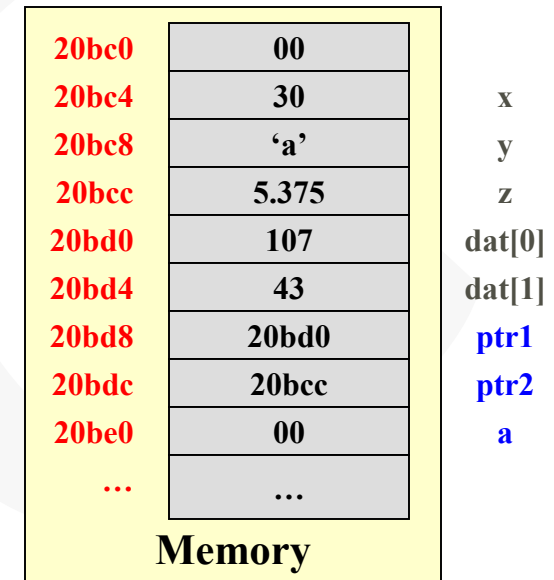 20bc0 00
20bc4 30 x
20bc8 ‘a’ y
20bcc 5.375 z
20bd0 107 dat[0]
20bd4 43 dat[1]
20bd8 20bd0 ptr1
20bdc 20bcc ptr2
20be0 00 a
… …
Memory